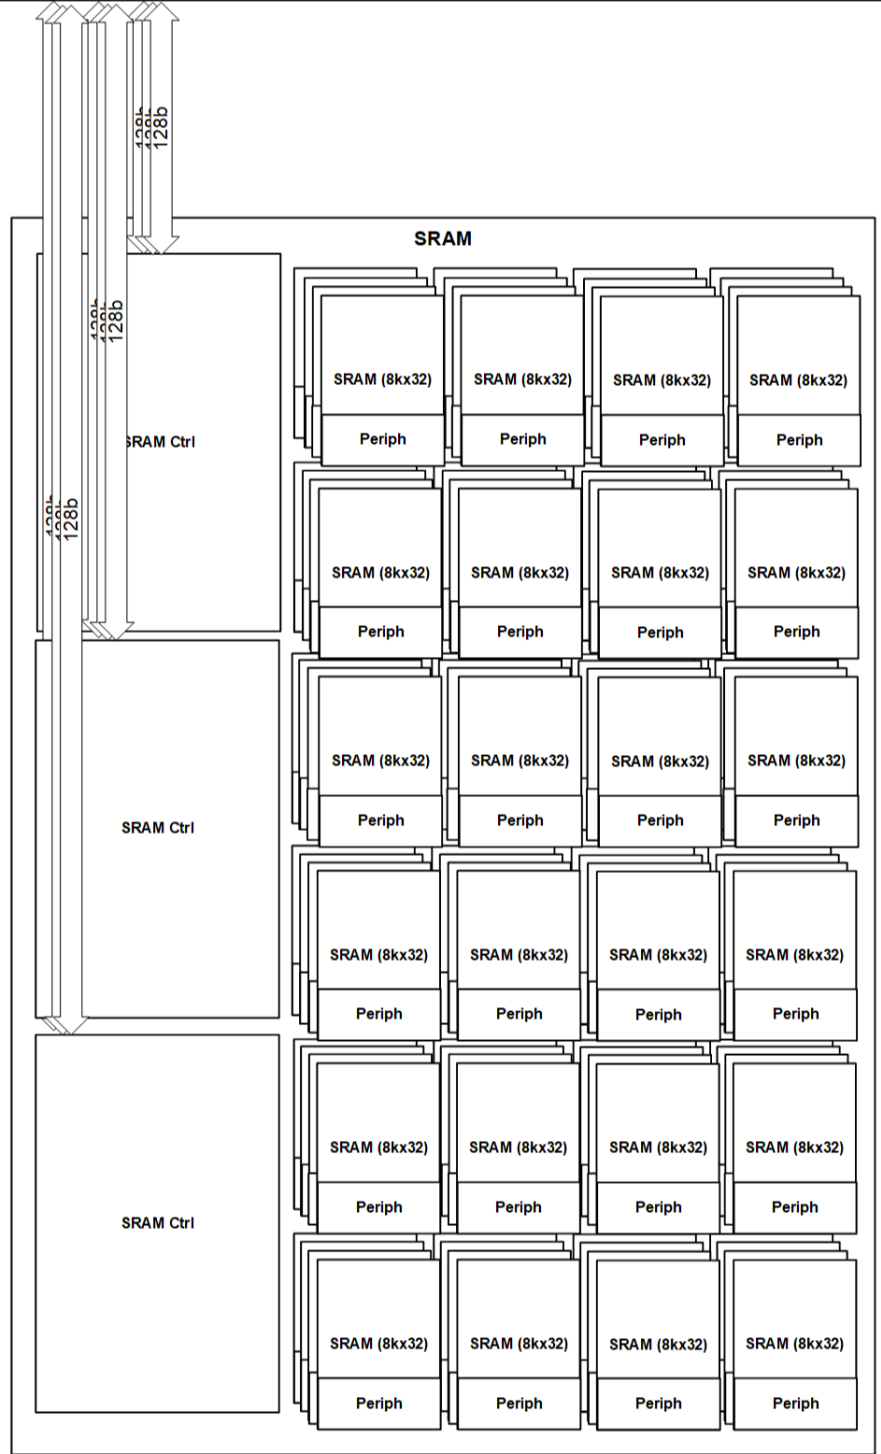 128b
SRAM
128b
SRAM (8kx32) SRAM (8kx32) SRAM (8kx32) SRAM (8kx32)
SRAM Ctrl Periph Periph Periph Periph
128b
SRAM (8kx32) SRAM (8kx32) SRAM (8kx32) SRAM (8kx32)
Periph Periph Periph Periph
SRAM (8kx32) SRAM (8kx32) SRAM (8kx32) SRAM (8kx32)
SRAM Ctrl Periph Periph Periph Periph
SRAM (8kx32) SRAM (8kx32) SRAM (8kx32) SRAM (8kx32)
Periph Periph Periph Periph
SRAM (8kx32) SRAM (8kx32) SRAM (8kx32) SRAM (8kx32)
SRAM Ctrl Periph Periph Periph Periph
SRAM (8kx32) SRAM (8kx32) SRAM (8kx32) SRAM (8kx32)
Periph Periph Periph Periph